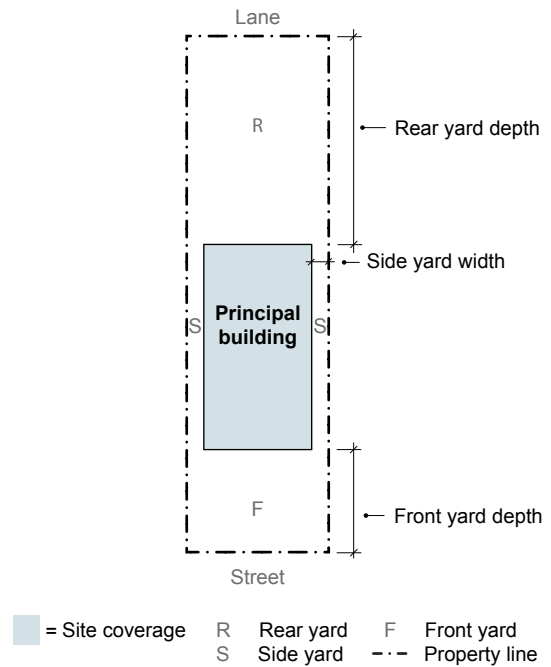 Lane
R
Rear yard depth
Side yard width
Principal
building
S
S
F
Front yard depth
Street
= Site coverage R Rear yard F Front yard
S Side yard Property line